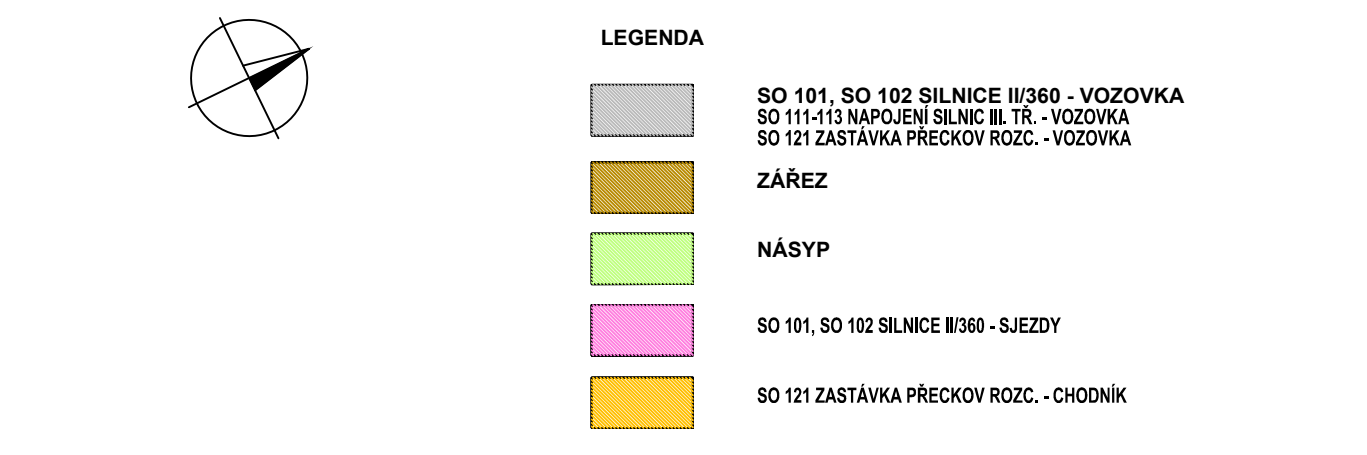 LEGENDA
SO 101, SO 102 SILNICE II/360 - VOZOVKA
SO 111-113 NAPOJENÍ SILNIC III. TŘ. - VOZOVKA
SO 121 ZASTÁVKA PŘECKOV ROZC. - VOZOVKA
ZÁŘEZ
NÁSYP
SO 101, SO 102 SILNICE II/360 - SJEZDY
SO 121 ZASTÁVKA PŘECKOV ROZC. - CHODNÍK